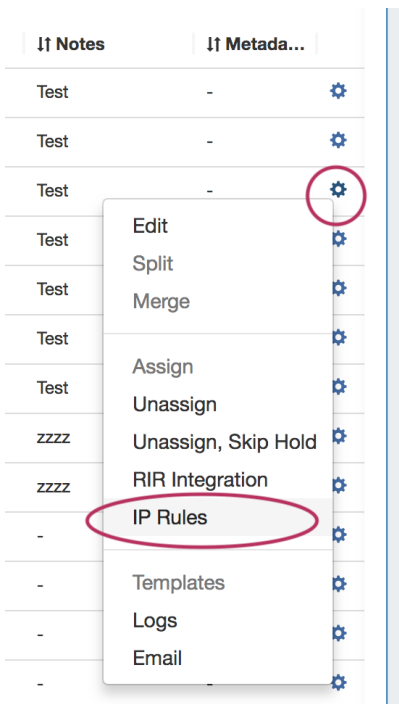 ↓↑ Notes ↓↑ Metada...
Test -
Test -
Test -
Test
Test
Test
Test
zzzz
zzzz
-
-
-
- -
Edit
Split
Merge
Assign
Unassign
Unassign, Skip Hold
RIR Integration
IP Rules
Templates
Logs
Email